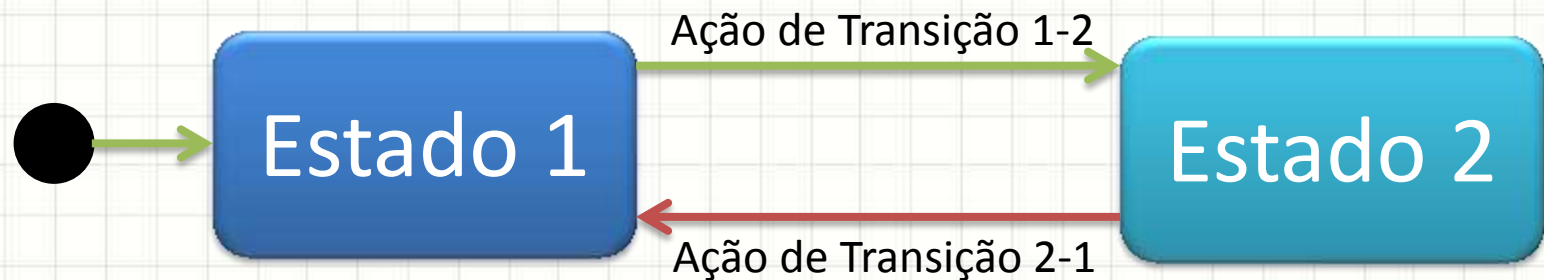 Ação de Transição 1-2
Estado 1
Estado 2
Ação de Transição 2-1